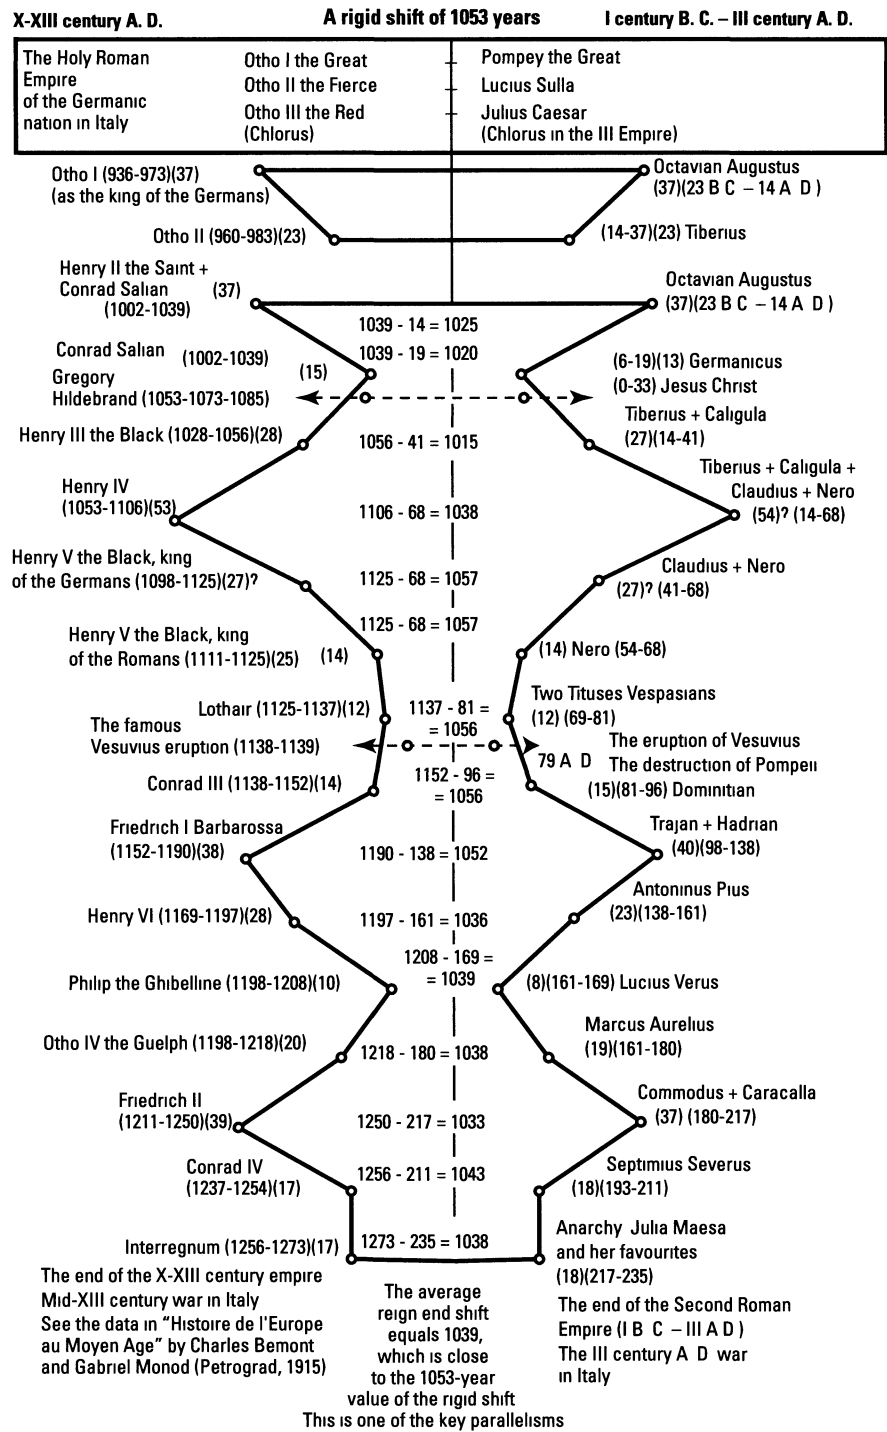 X-XIII century A. D.
A rigid shift of 1053 years
I century B. C. – III century A. D.
The Holy Roman
Empire
of the Germanic
nation in Italy
Otho I the Great
Otho II the Fierce
Otho III the Red
(Chlorus)
Pompey the Great
Lucius Sulla
Julius Caesar
(Chlorus in the III Empire)
Otho I (936-973)(37)
(as the king of the Germans)
Octavian Augustus
(37)(23 B C – 14 A D )
Otho II (960-983)(23)
(14-37)(23) Tiberius
Henry II the Saint +
Conrad Salian (37)
(1002-1039)
Octavian Augustus
(37)(23 B C – 14 A D )
1039 - 14 = 1025
Conrad Salian (1002-1039)
1039 - 19 = 1020
(15)
(6-19)(13) Germanicus
Gregory
Hildebrand (1053-1073-1085)
(0-33) Jesus Christ
Henry III the Black (1028-1056)(28)
1056 - 41 = 1015
Tiberius + Caligula
(27)(14-41)
Henry IV
(1053-1106)(53)
1106 - 68 = 1038
Tiberius + Caligula +
Claudius + Nero
(54)? (14-68)
Henry V the Black, king
of the Germans (1098-1125)(27)?
1125 - 68 = 1057
Claudius + Nero
(27)? (41-68)
1125 - 68 = 1057
Henry V the Black, king
of the Romans (1111-1125)(25) (14)
(14) Nero (54-68)
Lothair (1125-1137)(12)
1137 - 81 =
= 1056
Two Tituses Vespasians
(12) (69-81)
The famous
Vesuvius eruption (1138-1139)
79 A D
The eruption of Vesuvius
The destruction of Pompeii
Conrad III (1138-1152)(14)
1152 - 96 =
= 1056
(15)(81-96) Dominitian
Friedrich I Barbarossa
(1152-1190)(38)
1190 - 138 = 1052
Trajan + Hadrian
(40)(98-138)
Henry VI (1169-1197)(28)
1197 - 161 = 1036
Antoninus Pius
(23)(138-161)
Philip the Ghibelline (1198-1208)(10)
1208 - 169 =
= 1039
(8)(161-169) Lucius Verus
Otho IV the Guelph (1198-1218)(20)
1218 - 180 = 1038
Marcus Aurelius
(19)(161-180)
Friedrich II
(1211-1250)(39)
1250 - 217 = 1033
Commodus + Caracalla
(37) (180-217)
Conrad IV
(1237-1254)(17)
1256 - 211 = 1043
Septimius Severus
(18)(193-211)
Interregnum (1256-1273)(17)
1273 - 235 = 1038
Anarchy Julia Maesa
and her favourites
(18)(217-235)
The end of the X-XIII century empire
Mid-XIII century war in Italy
See the data in “Histoire de l'Europe
au Moyen Age” by Charles Bemont
and Gabriel Monod (Petrograd, 1915)
The average
reign end shift
equals 1039,
which is close
to the 1053-year
value of the rigid shift
This is one of the key parallelisms
The end of the Second Roman
Empire (I B C – III A D )
The III century A D war
in Italy